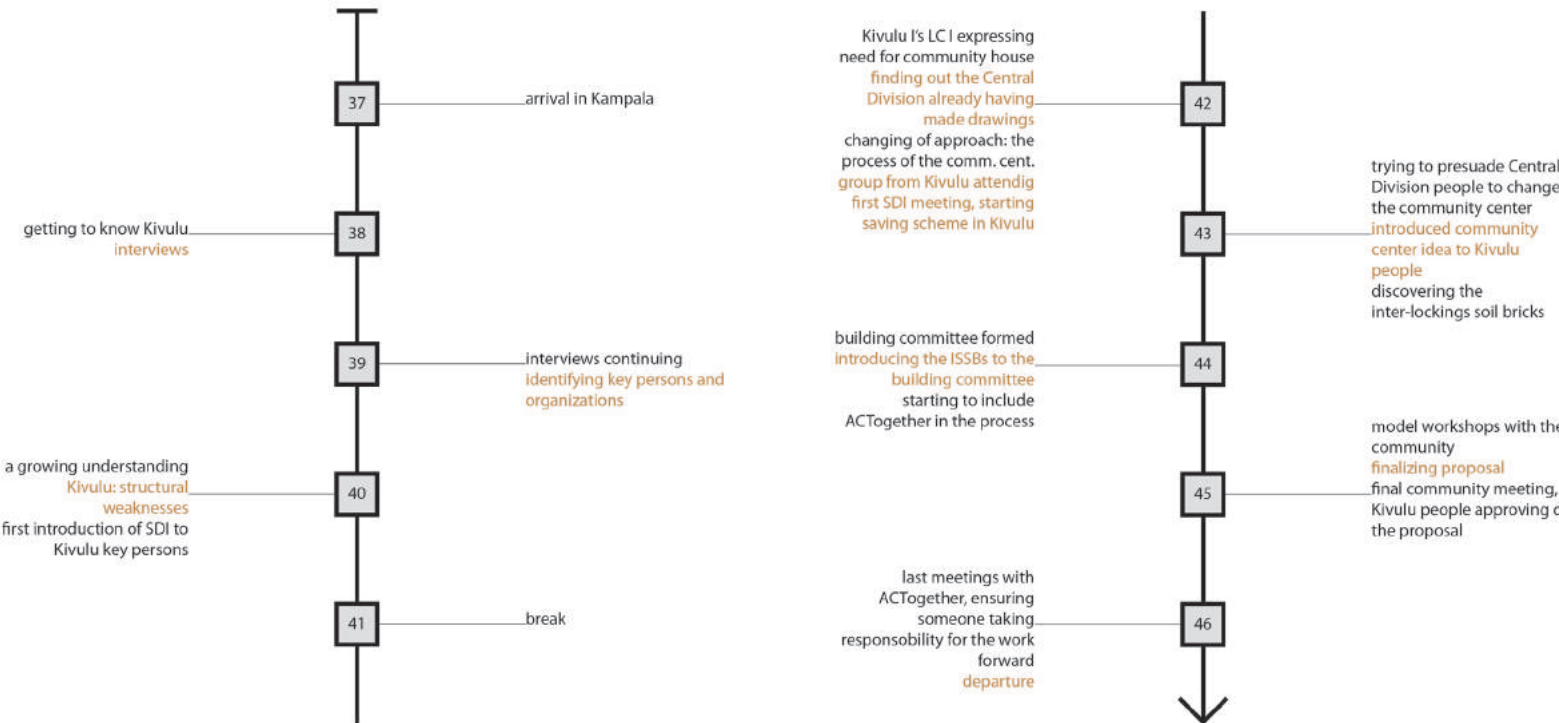 37
arrival in Kampala
getting to know Kivulu
interviews
38
39
interviews continuing
identifying key persons and
organizations
a growing understanding
Kivulu: structural
weaknesses
first introduction of SDI to
Kivulu key persons
40
41
break
Kivulu I's LC I expressing
need for community house
finding out the Central
Division already having
made drawings
changing of approach: the
process of the comm. cent.
group from Kivulu attendig
first SDI meeting, starting
saving scheme in Kivulu
42
43
trying to presuade Central
Division people to change
the community center
introduced community
center idea to Kivulu
people
discovering the
inter-lockings soil bricks
building committee formed
introducing the ISSBs to the
building committee
starting to include
ACTogether in the process
44
45
model workshops with the
community
finalizing proposal
final community meeting,
Kivulu people approving
the proposal
last meetings with
ACTogether, ensuring
someone taking
responsobility for the work
forward
departure
46